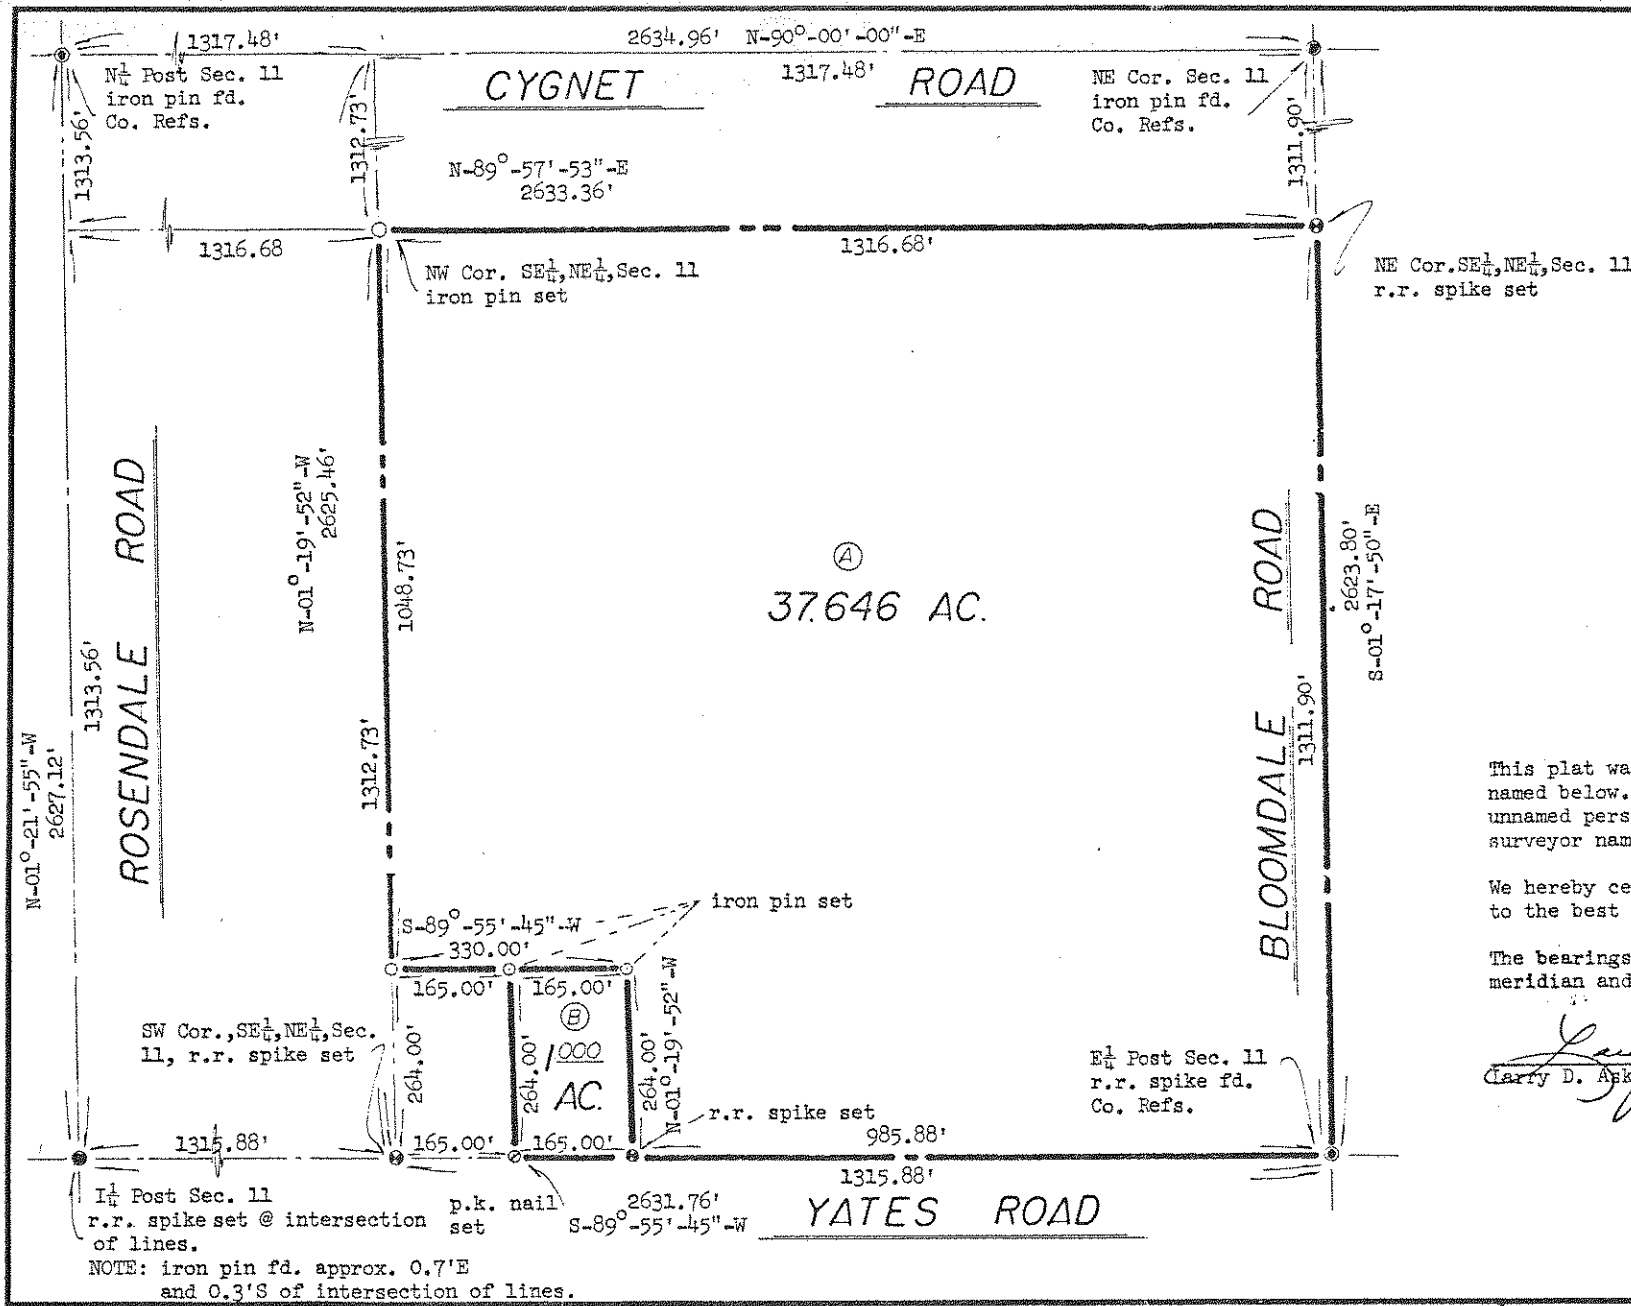 1317.48'
2634.96' N-90°-00'-00"-E
1317.48'
CYGNET ROAD
N¼ Post Sec. 11
iron pin fd.
Co. Refs.
NE Cor. Sec. 11
iron pin fd.
Co. Refs.
1313.56'
1312.73'
1311.90'
N-89°-57'-53"-E
2633.36'
1316.68
1316.68'
NW Cor. SE¼,NE¼,Sec. 11
iron pin set
NE Cor.SE¼,NE¼,Sec. 11
r.r. spike set
N-01°-19'-52"-W
2625.46'
1048.73'
1312.73'
ROSENDALE ROAD
1313.56'
N-01°-21'-55"-W
2627.12'
A
37.646 AC.
BLOOMDALE ROAD
1311.90'
2623.80'
S-01°-17'-50"-E
This plat wa
named below.
unnamed pers
surveyor nam
We hereby ce
to the best
The bearings
meridian and
Larry D. Ask
iron pin set
S-89°-55'-45"-W
330.00'
165.00' 165.00'
B
1.000
AC.
264.00'
264.00'
264.00'
N-01°-19'-52"-W
SW Cor.,SE¼,NE¼,Sec.
11, r.r. spike set
r.r. spike set
E¼ Post Sec. 11
r.r. spike fd.
Co. Refs.
1315.88'
165.00' 165.00'
985.88'
1315.88'
I¼ Post Sec. 11
r.r. spike set @ intersection
of lines.
NOTE: iron pin fd. approx. 0.7'E
and 0.3'S of intersection of lines.
p.k. nail
set
2631.76'
S-89°-55'-45"-W
YATES ROAD